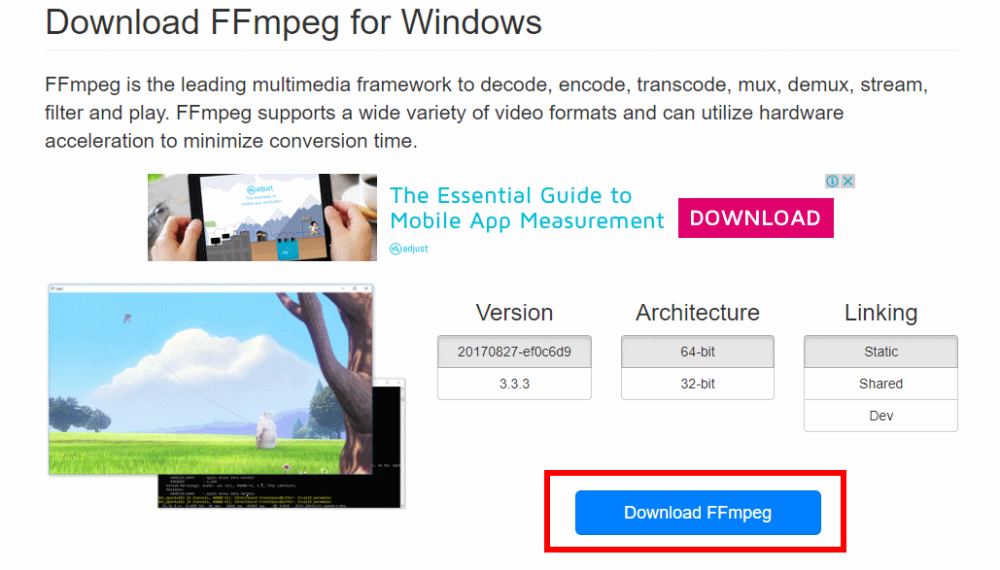 Download FFmpeg for Windows
FFmpeg is the leading multimedia framework to decode, encode, transcode, mux, demux, stream,
filter and play. FFmpeg supports a wide variety of video formats and can utilize hardware
acceleration to minimize conversion time.
adjust
The Essential Guide to
Mobile App Measurement
DOWNLOAD
adjust
Version
Architecture
Linking
20170827-ef0c6d9
64-bit
Static
3.3.3
32-bit
Shared
Dev
Download FFmpeg